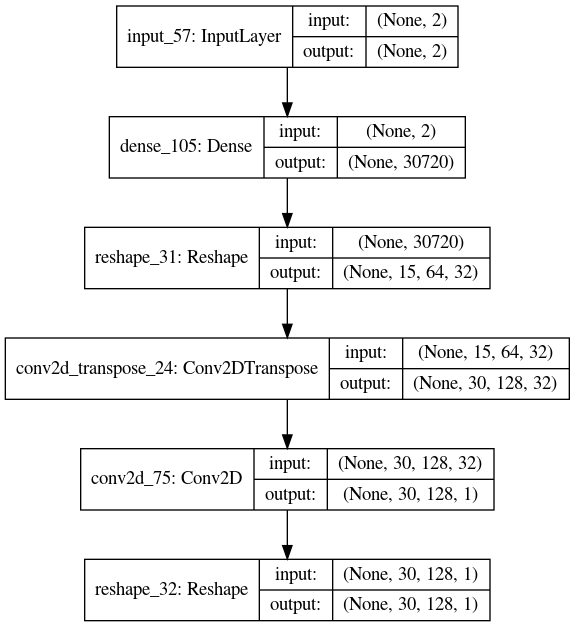 input_57: InputLayer
input: (None, 2)
output: (None, 2)
dense_105: Dense
input: (None, 2)
output: (None, 30720)
reshape_31: Reshape
input: (None, 30720)
output: (None, 15, 64, 32)
conv2d_transpose_24: Conv2DTranspose
input: (None, 15, 64, 32)
output: (None, 30, 128, 32)
conv2d_75: Conv2D
input: (None, 30, 128, 32)
output: (None, 30, 128, 1)
reshape_32: Reshape
input: (None, 30, 128, 1)
output: (None, 30, 128, 1)